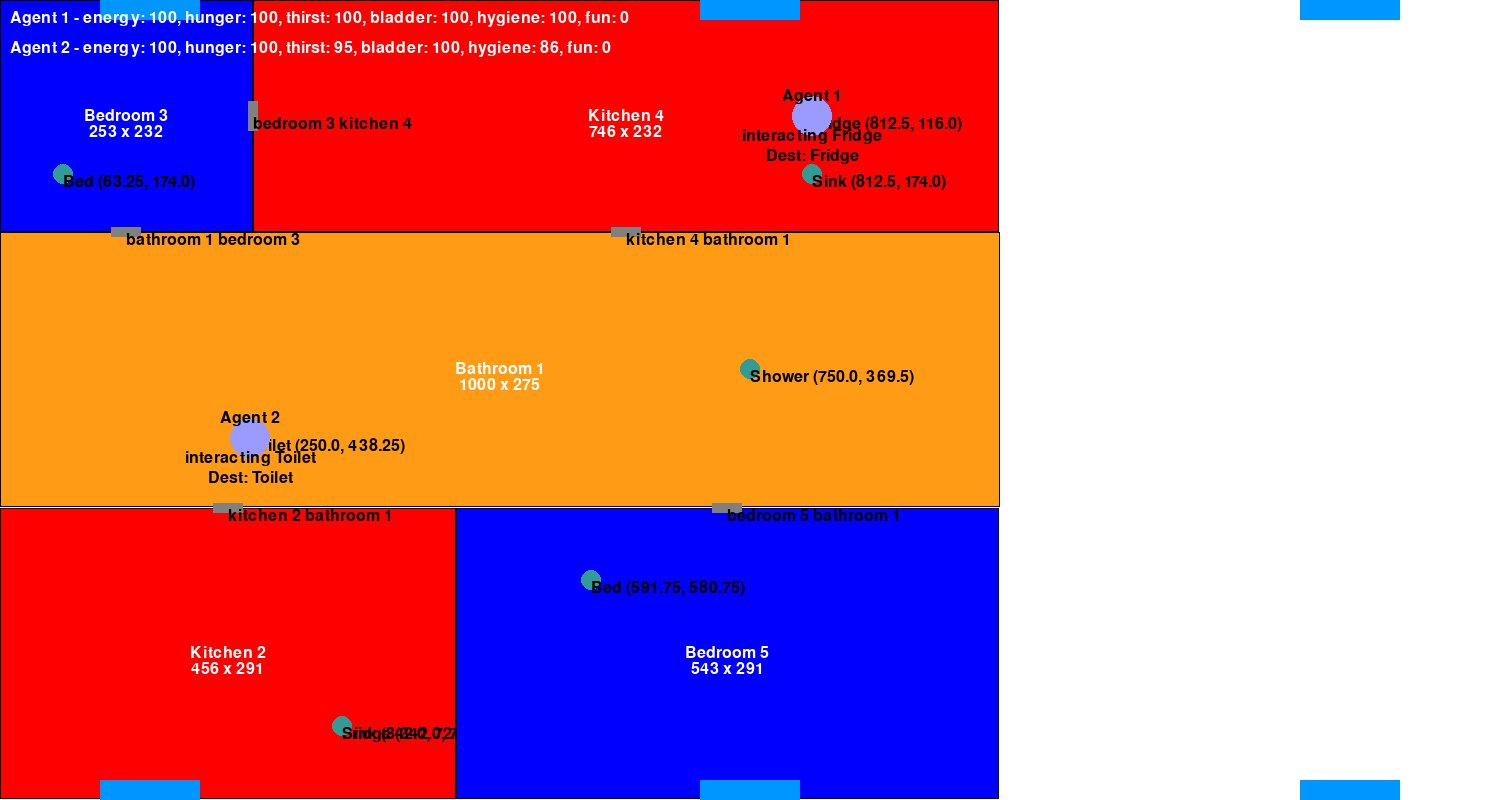 Agent 1 - energy: 100, hunger: 100, thirst: 100, bladder: 100, hygiene: 100, fun: 0
Agent 2 - energy: 100, hunger: 100, thirst: 95, bladder: 100, hygiene: 86, fun: 0
Agent 1
Bedroom 3
253 x 232
bedroom 3 kitchen 4
Kitchen 4
746 x 232
(812.5, 116.0)
interacting Fridge
Dest: Fridge
Bed (63.25, 174.0)
Sink (812.5, 174.0)
bathroom 1 bedroom 3
kitchen 4 bathroom 1
Bathroom 1
1000 x 275
Shower (750.0, 369.5)
Agent 2
(250.0, 438.25)
interacting Toilet
Dest: Toilet
kitchen 2 bathroom 1
bedroom 5 bathroom 1
Bed (591.75, 580.75)
Kitchen 2
456 x 291
Bedroom 5
543 x 291